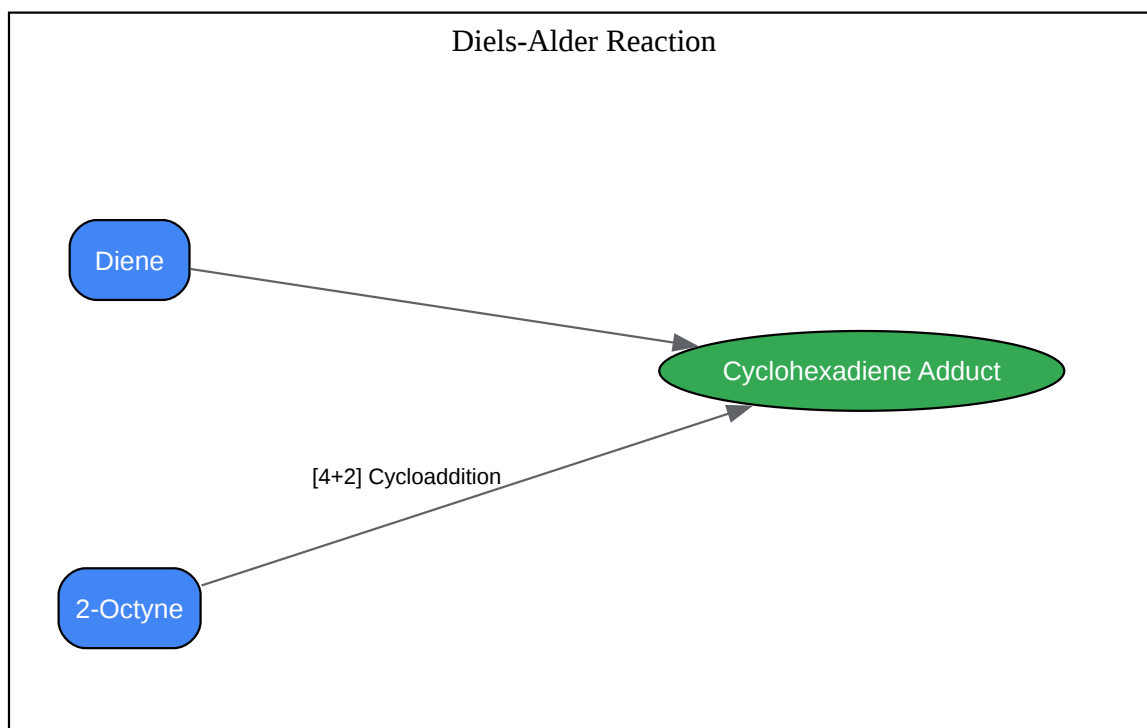 Diels-Alder Reaction
Diene
Cyclohexadiene Adduct
[4+2] Cycloaddition
2-Octyne